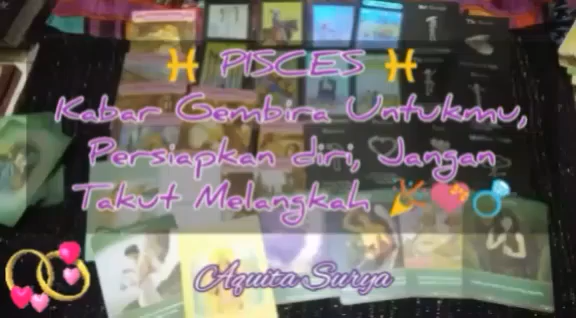 ♓ PISCES ♓
Kabar Gembira Untukmu,
Persiapkan diri, Jangan
Takut Melangkah 🎉💖💍
Aquita Surya